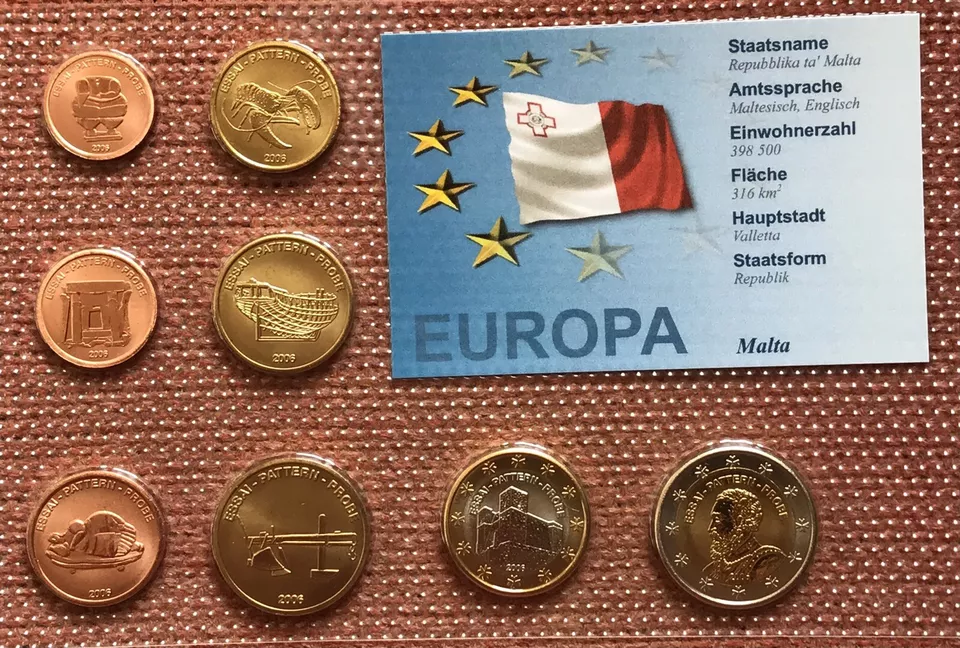 ESSAI - PATTERN - PROBE
2006
ESSAI - PATTERN - PROBE
2006
Staatsname
Repubblika ta' Malta
Amtssprache
Maltesisch, Englisch
Einwohnerzahl
398 500
Fläche
316 km²
Hauptstadt
Valletta
Staatsform
Republik
EUROPA
Malta
ESSAI - PATTERN - PROBE
2006
ESSAI - PATTERN - PROBE
2006
ESSAI - PATTERN - PROBE
2006
ESSAI - PATTERN - PROBE
2006
ESSAI - PATTERN - PROBE
2006
ESSAI - PATTERN - PROBE